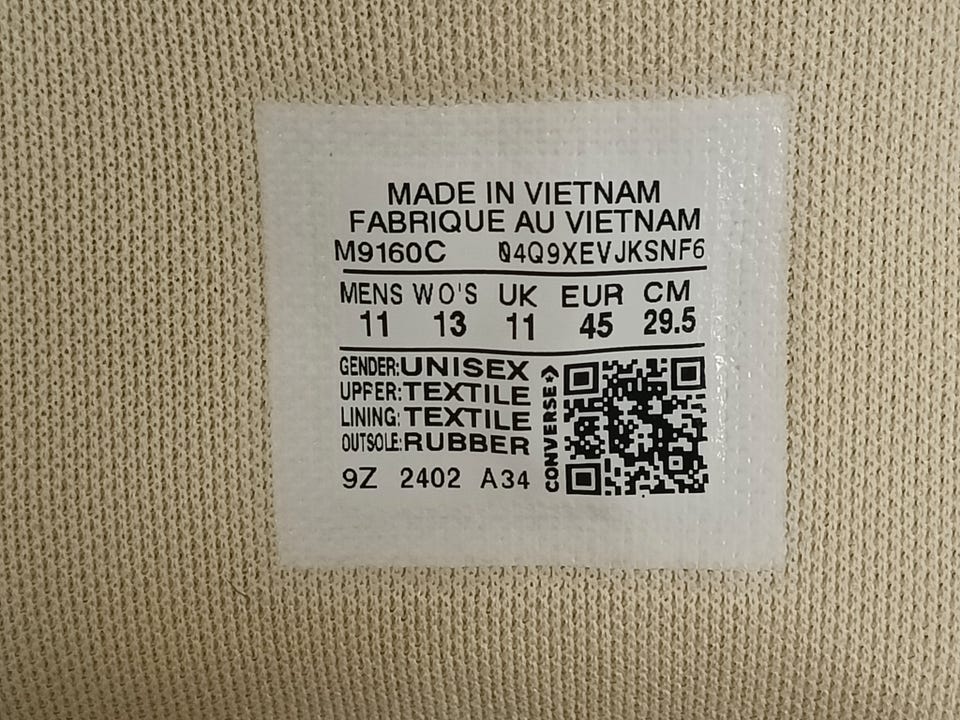 MADE IN VIETNAM
FABRIQUE AU VIETNAM
M9160C Q4Q9XEVJKSNF6
MENS WO'S UK EUR CM
11 13 11 45 29.5
GENDER:UNISEX
UPPER:TEXTILE
LINING:TEXTILE
OUTSOLE:RUBBER
9Z 2402 A34
CONVERSE